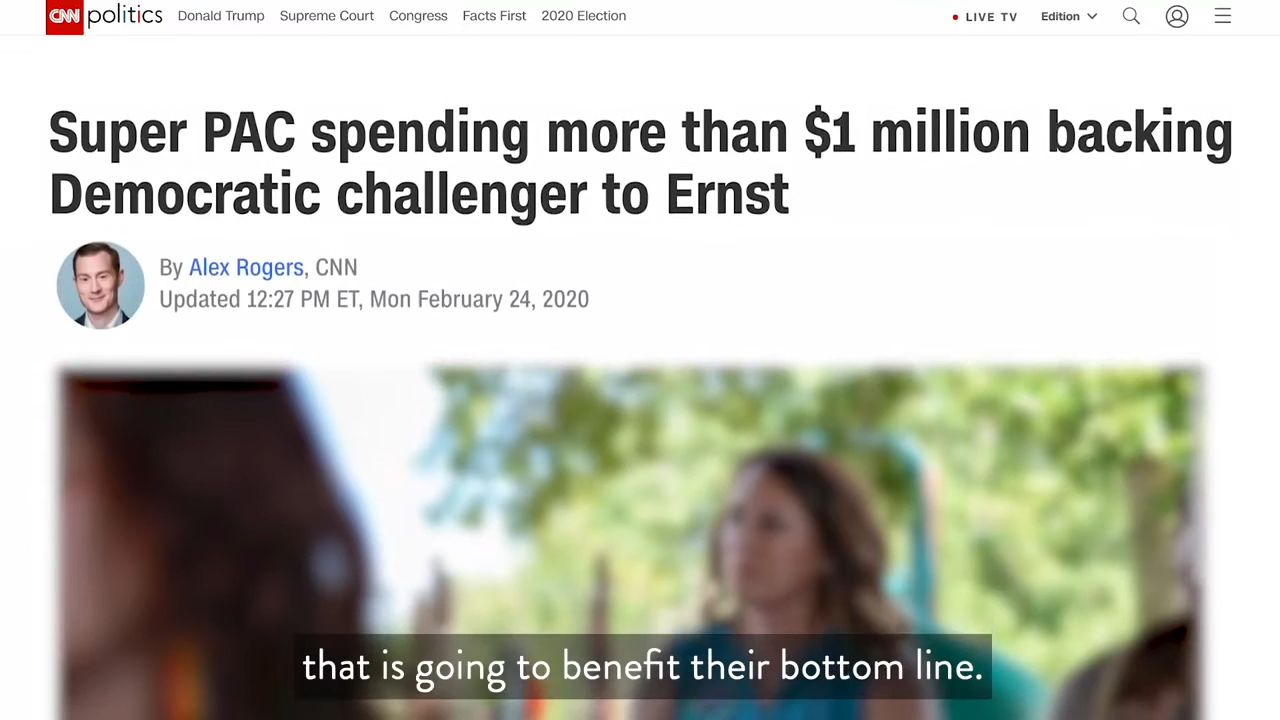 CNN politics Donald Trump Supreme Court Congress Facts First 2020 Election LIVE TV Edition
Super PAC spending more than $1 million backing
Democratic challenger to Ernst
By Alex Rogers, CNN
Updated 12:27 PM ET, Mon February 24, 2020
that is going to benefit their bottom line.